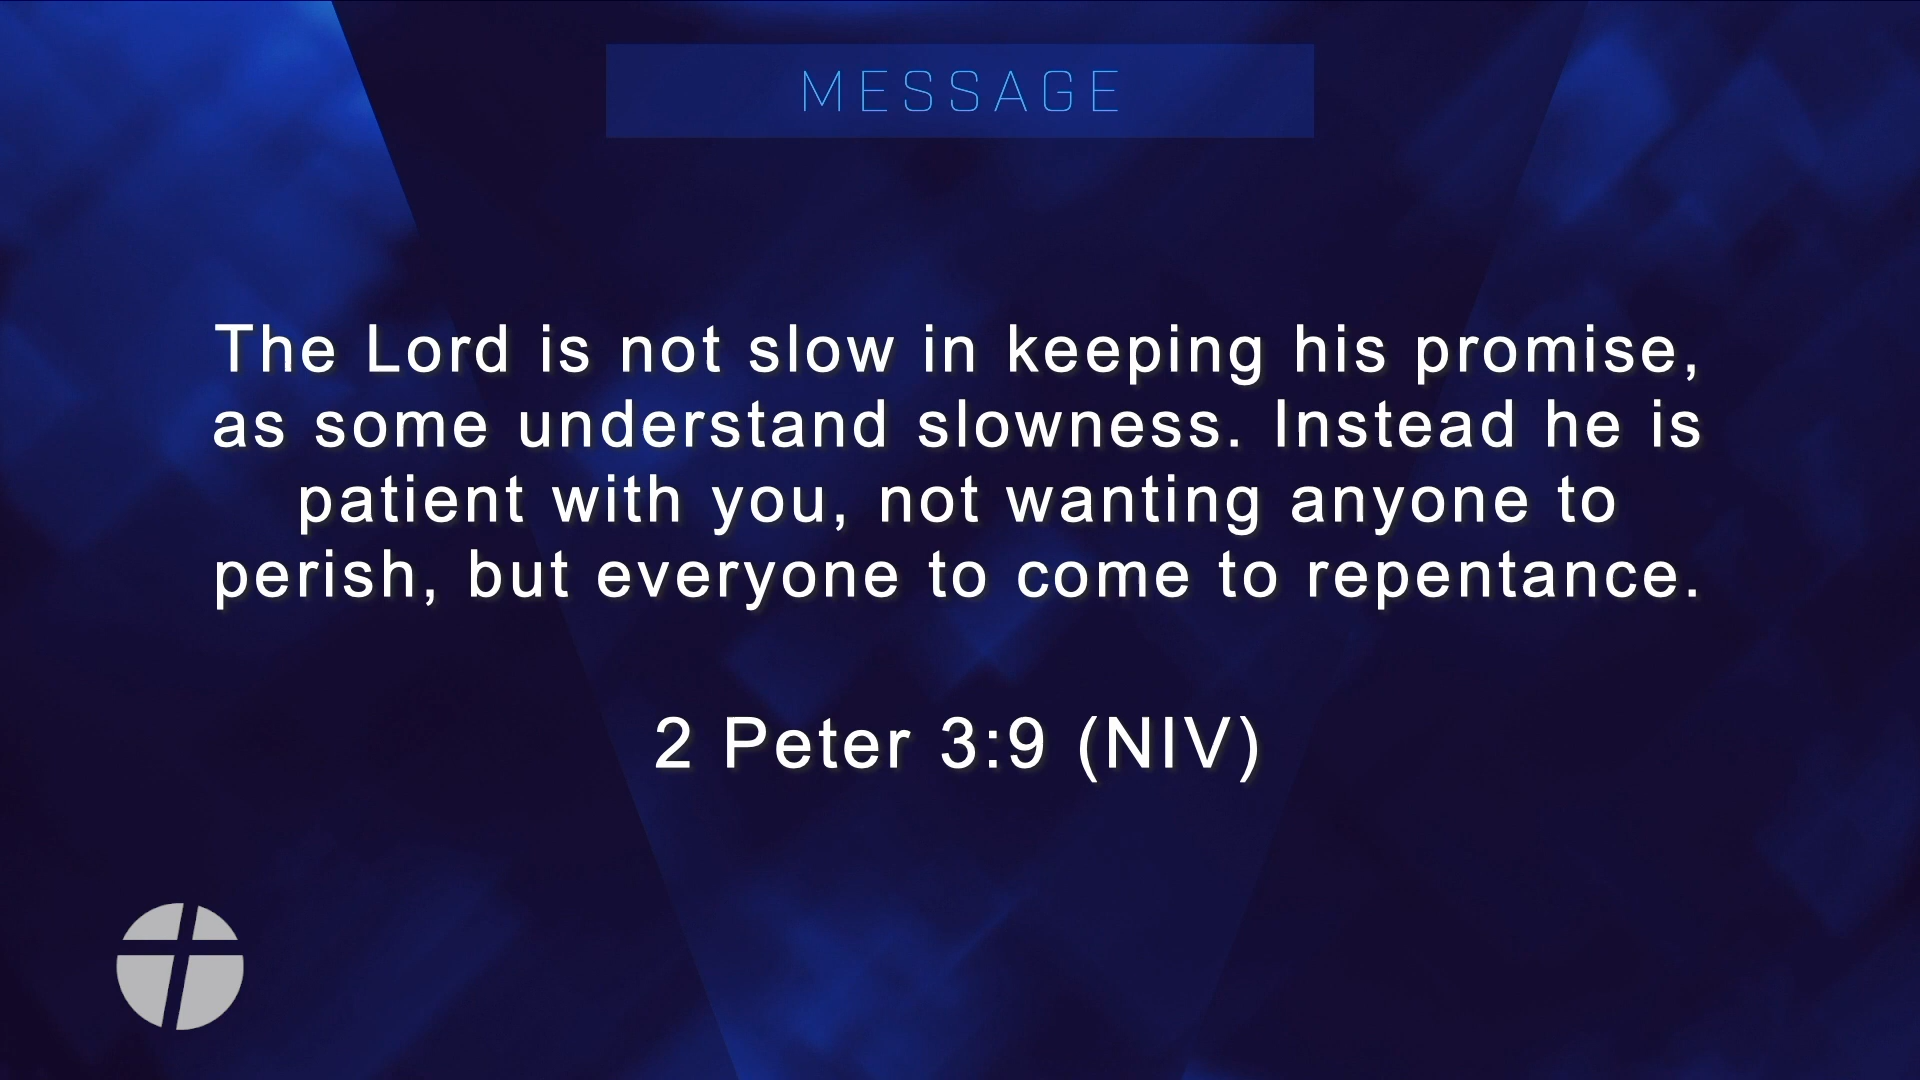 MESSAGE
The Lord is not slow in keeping his promise,
as some understand slowness. Instead he is
patient with you, not wanting anyone to
perish, but everyone to come to repentance.
2 Peter 3:9 (NIV)